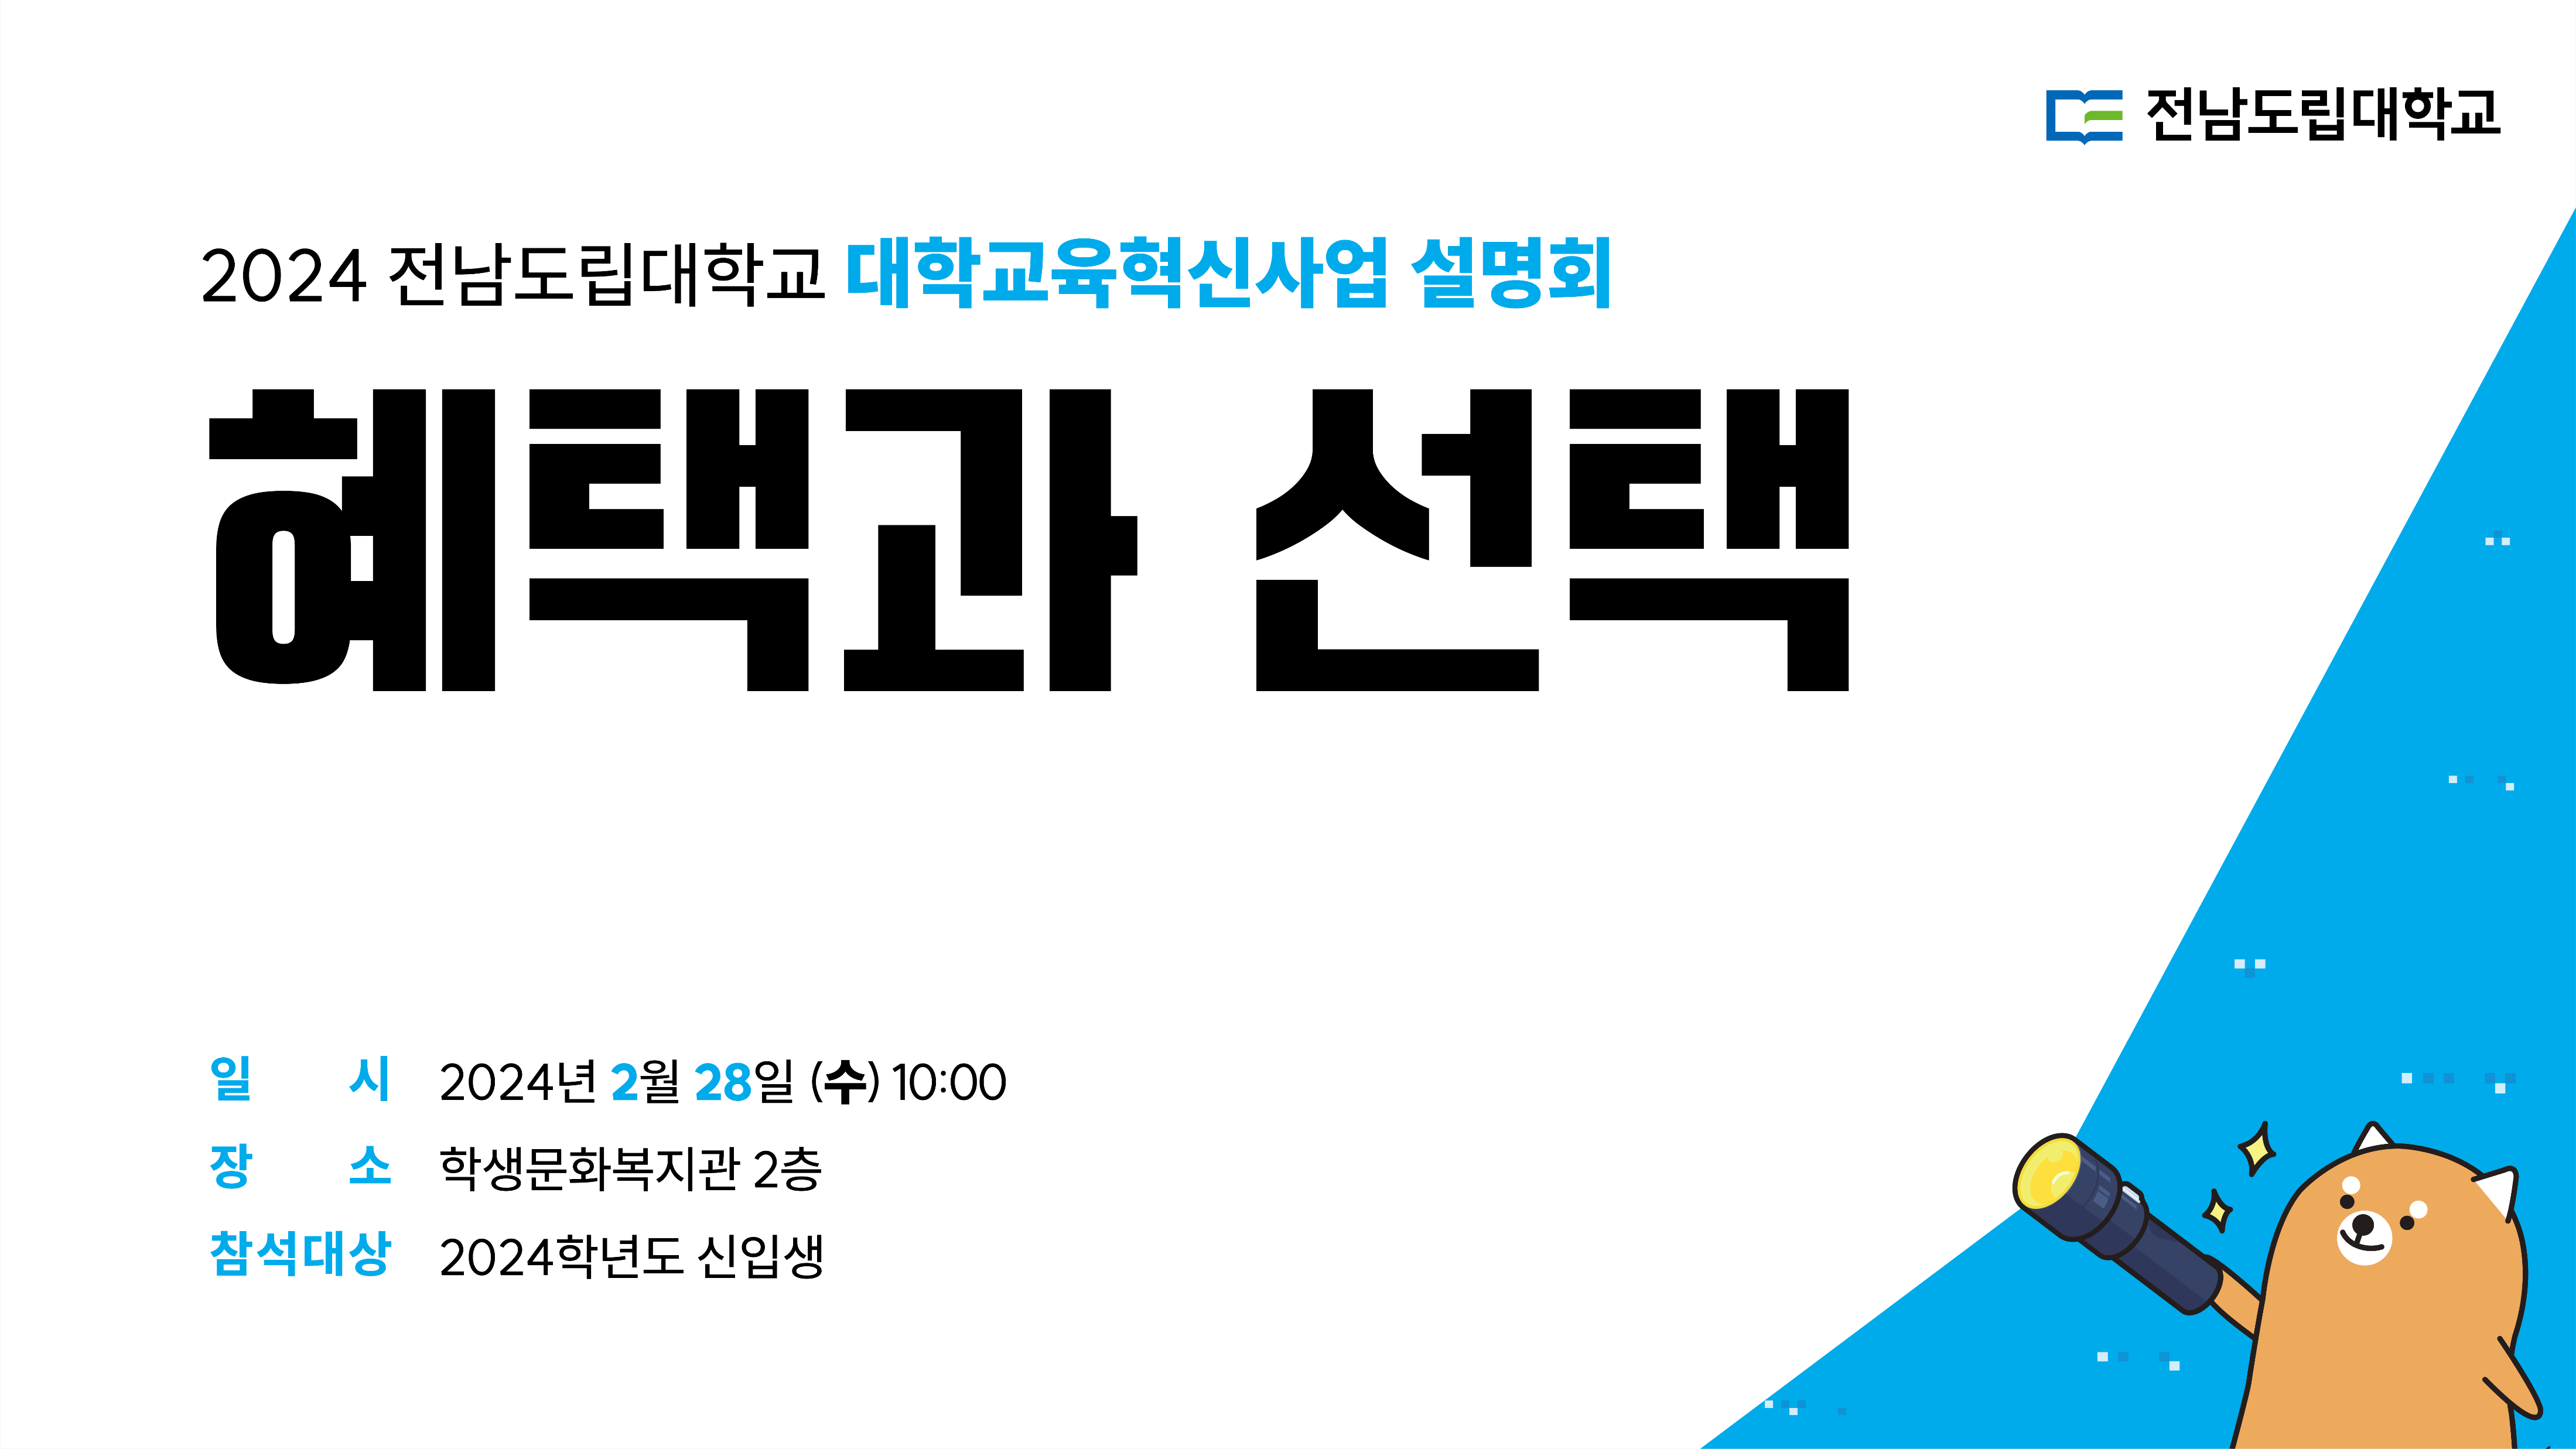 전남도립대학교
2024 전남도립대학교 대학교육혁신사업 설명회
혜택과 선택
일 시 2024년 2월 28일 (수) 10:00
장 소 학생문화복지관 2층
참석대상 2024학년도 신입생